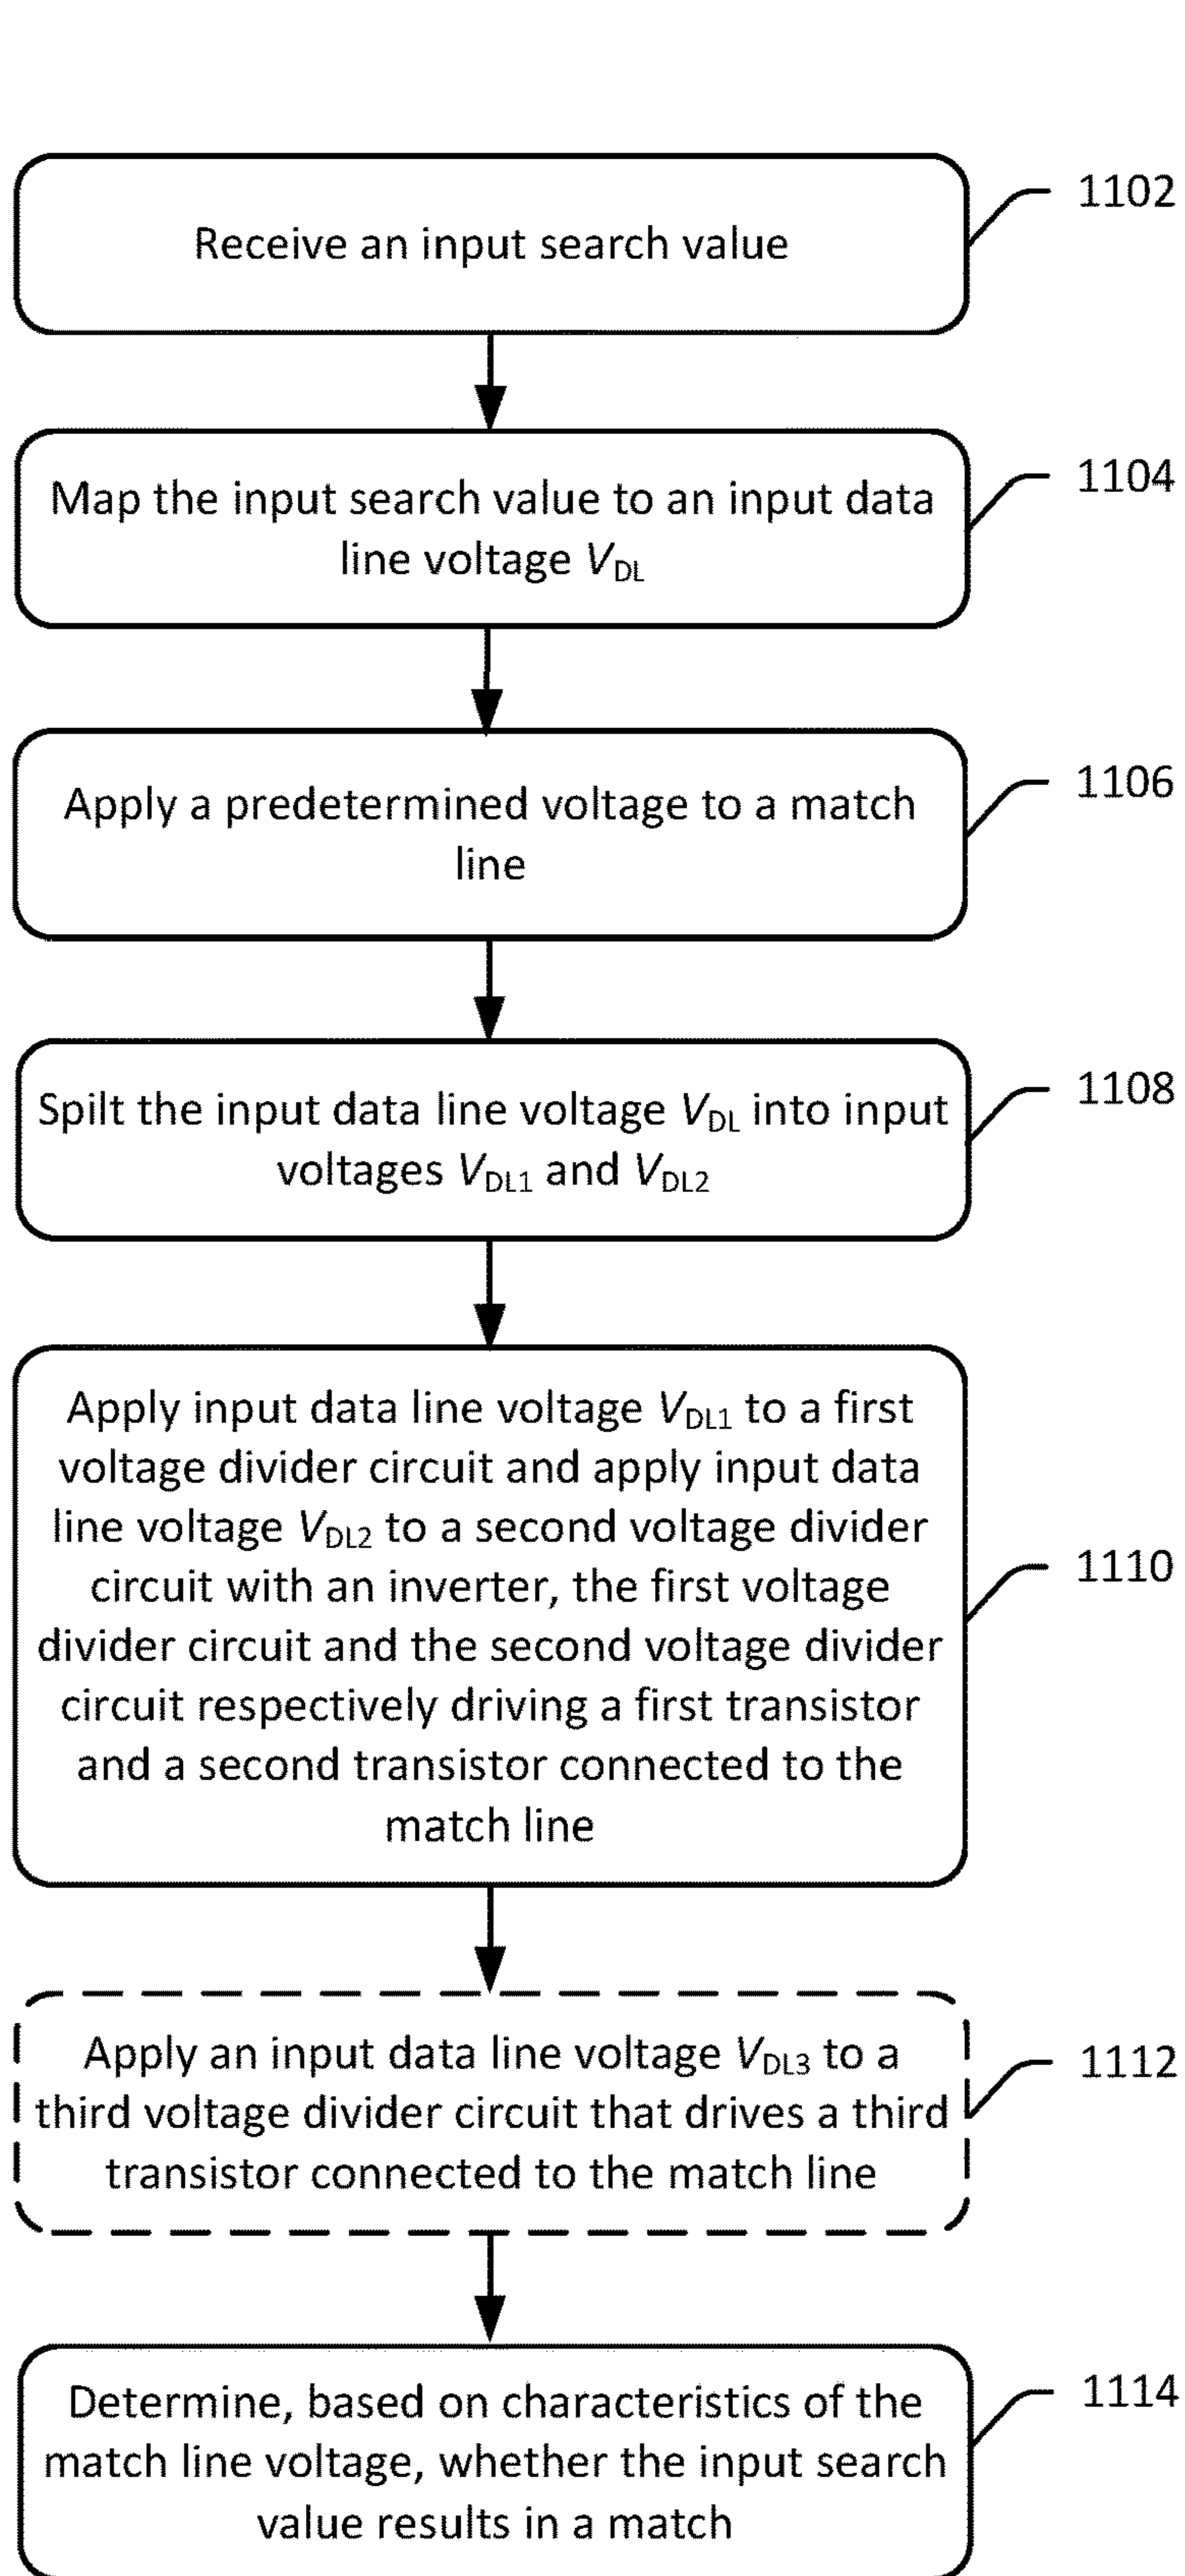 Receive an input search value
1102
Map the input search value to an input data
line voltage VDL
1104
Apply a predetermined voltage to a match
line
1106
Spilt the input data line voltage VDL into input
voltages VDL1 and VDL2
1108
Apply input data line voltage VDL1 to a first
voltage divider circuit and apply input data
line voltage VDL2 to a second voltage divider
circuit with an inverter, the first voltage
divider circuit and the second voltage divider
circuit respectively driving a first transistor
and a second transistor connected to the
match line
1110
Apply an input data line voltage VDL3 to a
third voltage divider circuit that drives a third
transistor connected to the match line
1112
Determine, based on characteristics of the
match line voltage, whether the input search
value results in a match
1114